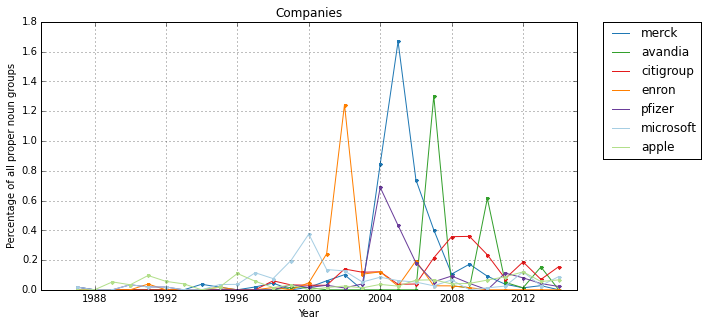 Companies
Percentage of all proper noun groups
1.8
1.6
1.4
1.2
1.0
0.8
0.6
0.4
0.2
0.0
1988 1992 1996 2000 2004 2008 2012
Year
merck
avandia
citigroup
enron
pfizer
microsoft
apple